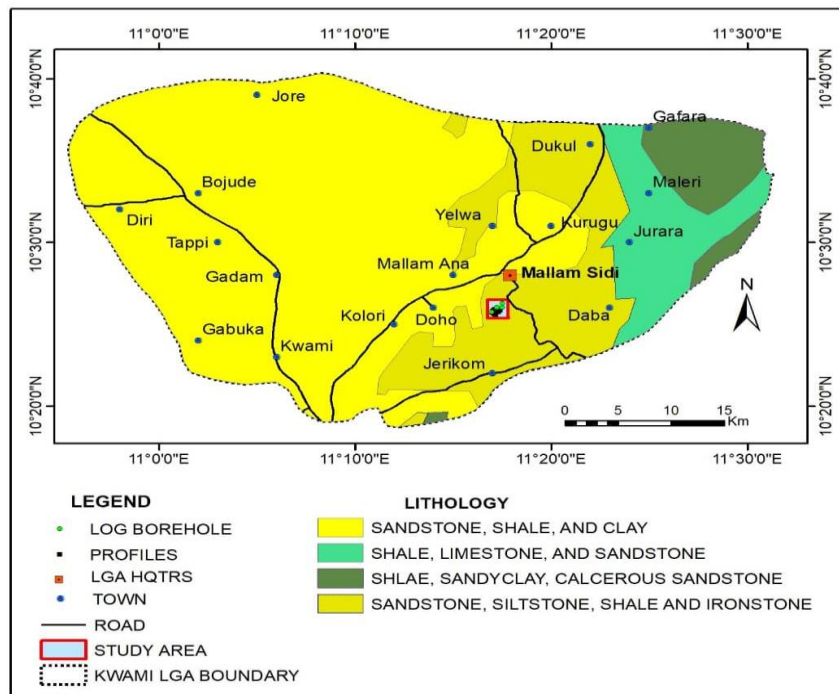 11°0'0"E 11°10'0"E 11°20'0"E 11°30'0"E
10°40'0"N 10°40'0"N
Jore
Gafara
Dukul
Bojude
Maleri
Diri
Yelwa
Kurugu
Tappi
Jurara
10°30'0"N 10°30'0"N
Mallam Ana
Mallam Sidi
Gadam
N
Kolori
Doho
Daba
Gabuka
Kwami
Jerikom
10°20'0"N 10°20'0"N
0 5 10 15
Km
11°0'0"E 11°10'0"E 11°20'0"E 11°30'0"E
LEGEND
LOG BOREHOLE
PROFILES
LGA HQTRS
TOWN
ROAD
STUDY AREA
KWAMI LGA BOUNDARY
LITHOLOGY
SANDSTONE, SHALE, AND CLAY
SHALE, LIMESTONE, AND SANDSTONE
SHLAE, SANDYCLAY, CALCEROUS SANDSTONE
SANDSTONE, SILTSTONE, SHALE AND IRONSTONE